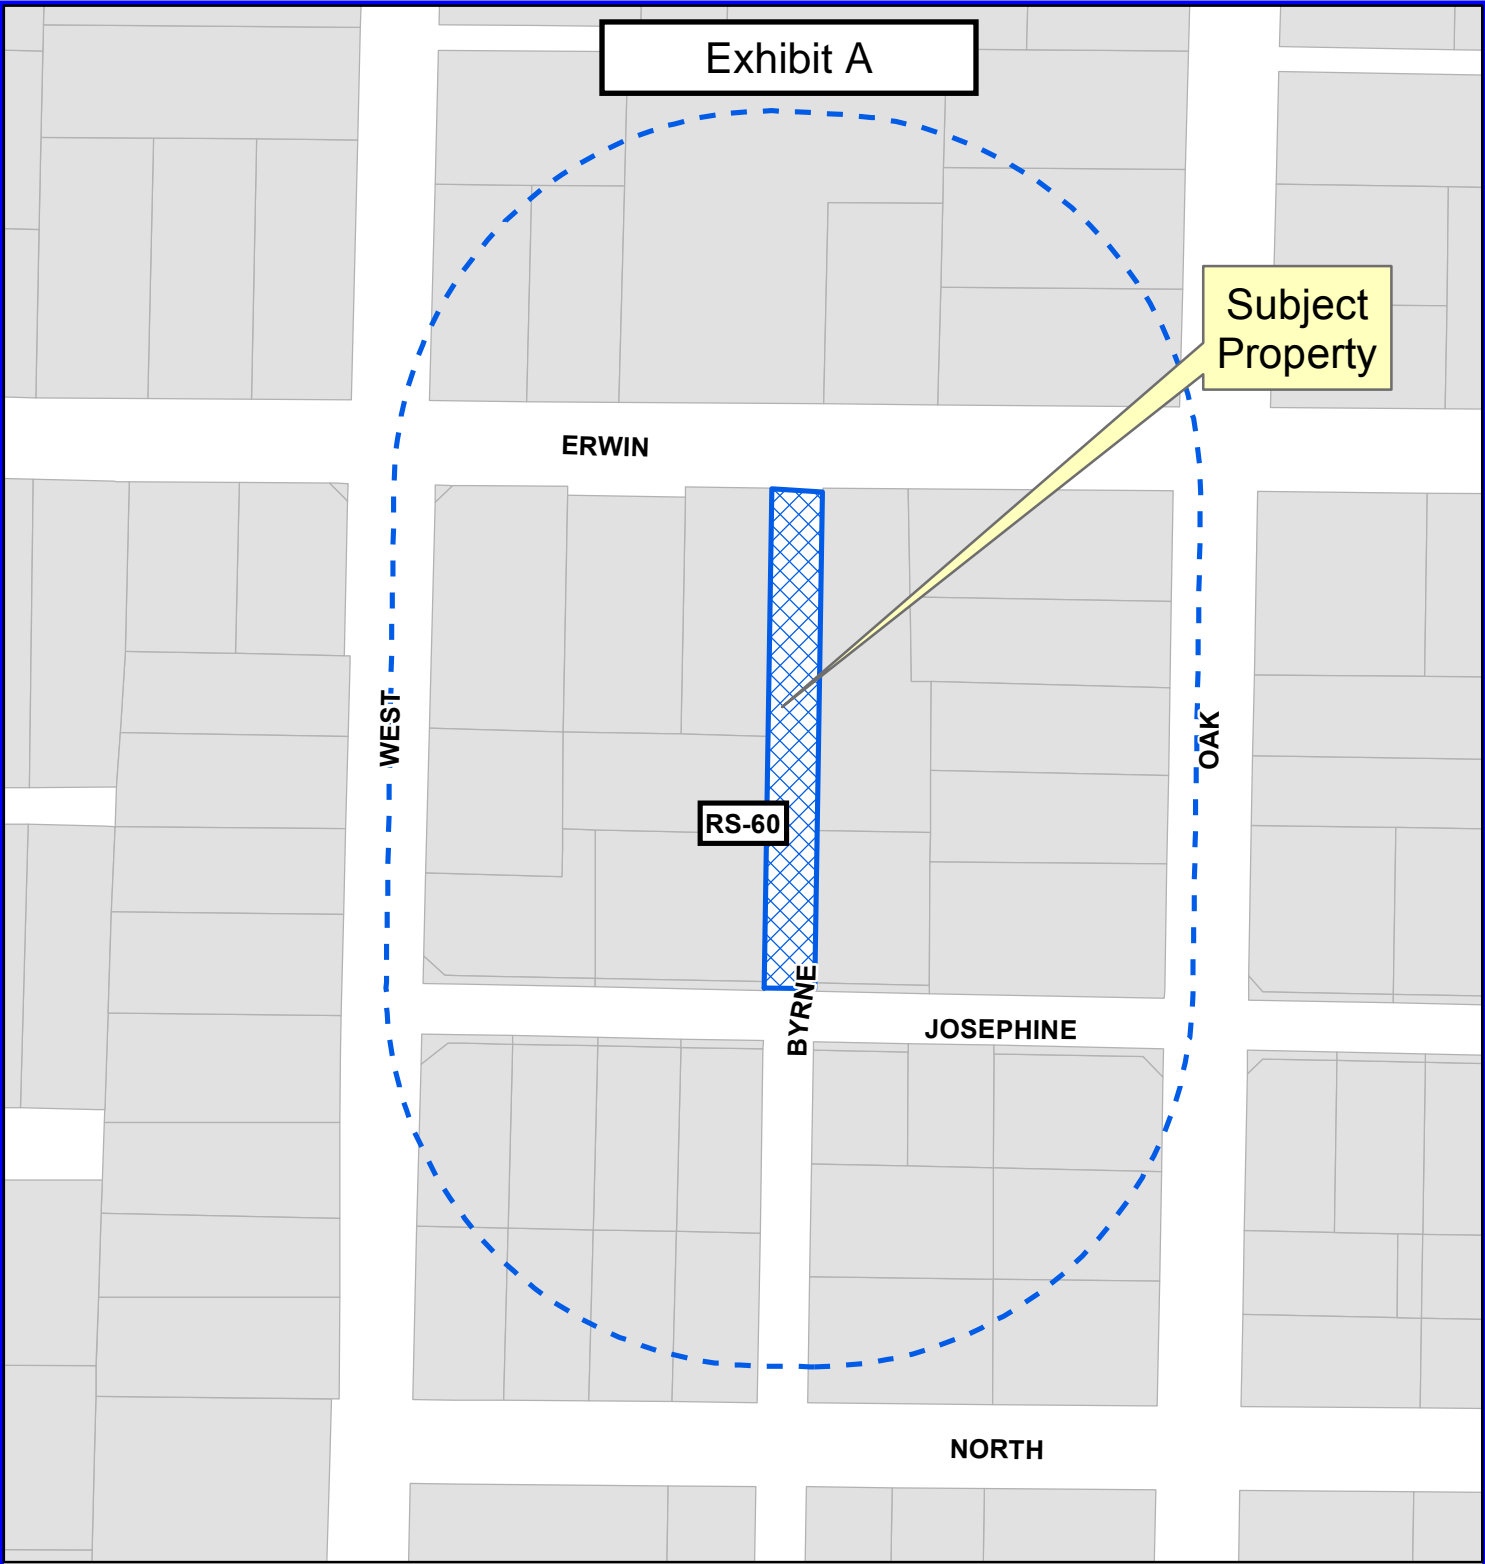 Exhibit A
Subject
Property
ERWIN
WEST
OAK
RS-60
BYRNE
JOSEPHINE
NORTH